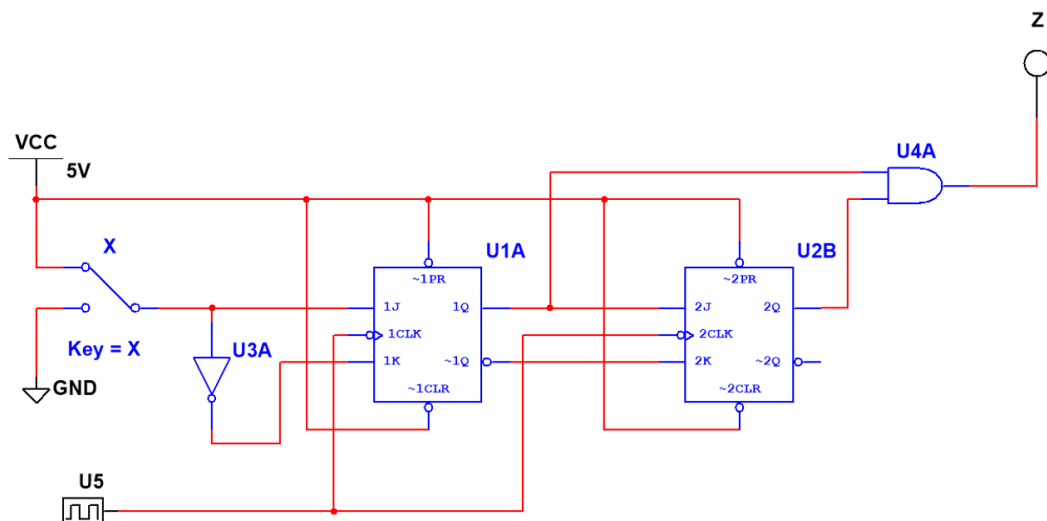 Z
VCC
5V
U4A
X
U1A
U2B
~1PR
~2PR
1J
1Q
2J
2Q
1CLK
2CLK
Key = X
U3A
1K
~1Q
2K
~2Q
GND
~1CLR
~2CLR
U5